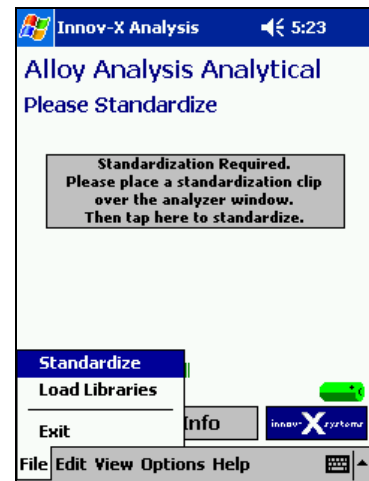 Innov-X Analysis 5:23
Alloy Analysis Analytical
Please Standardize
Standardization Required.
Please place a standardization clip
over the analyzer window.
Then tap here to standardize.
Standardize
Load Libraries
Exit
Info
innov-X systems
File Edit View Options Help